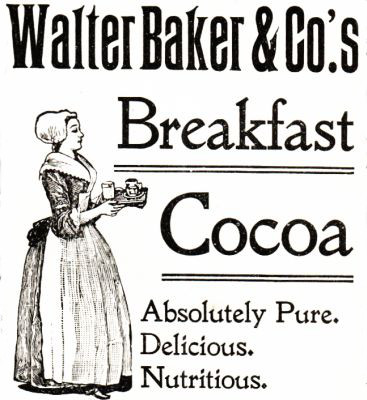 Walter Baker & Co.'s
Breakfast
Cocoa
Absolutely Pure.
Delicious.
Nutritious.